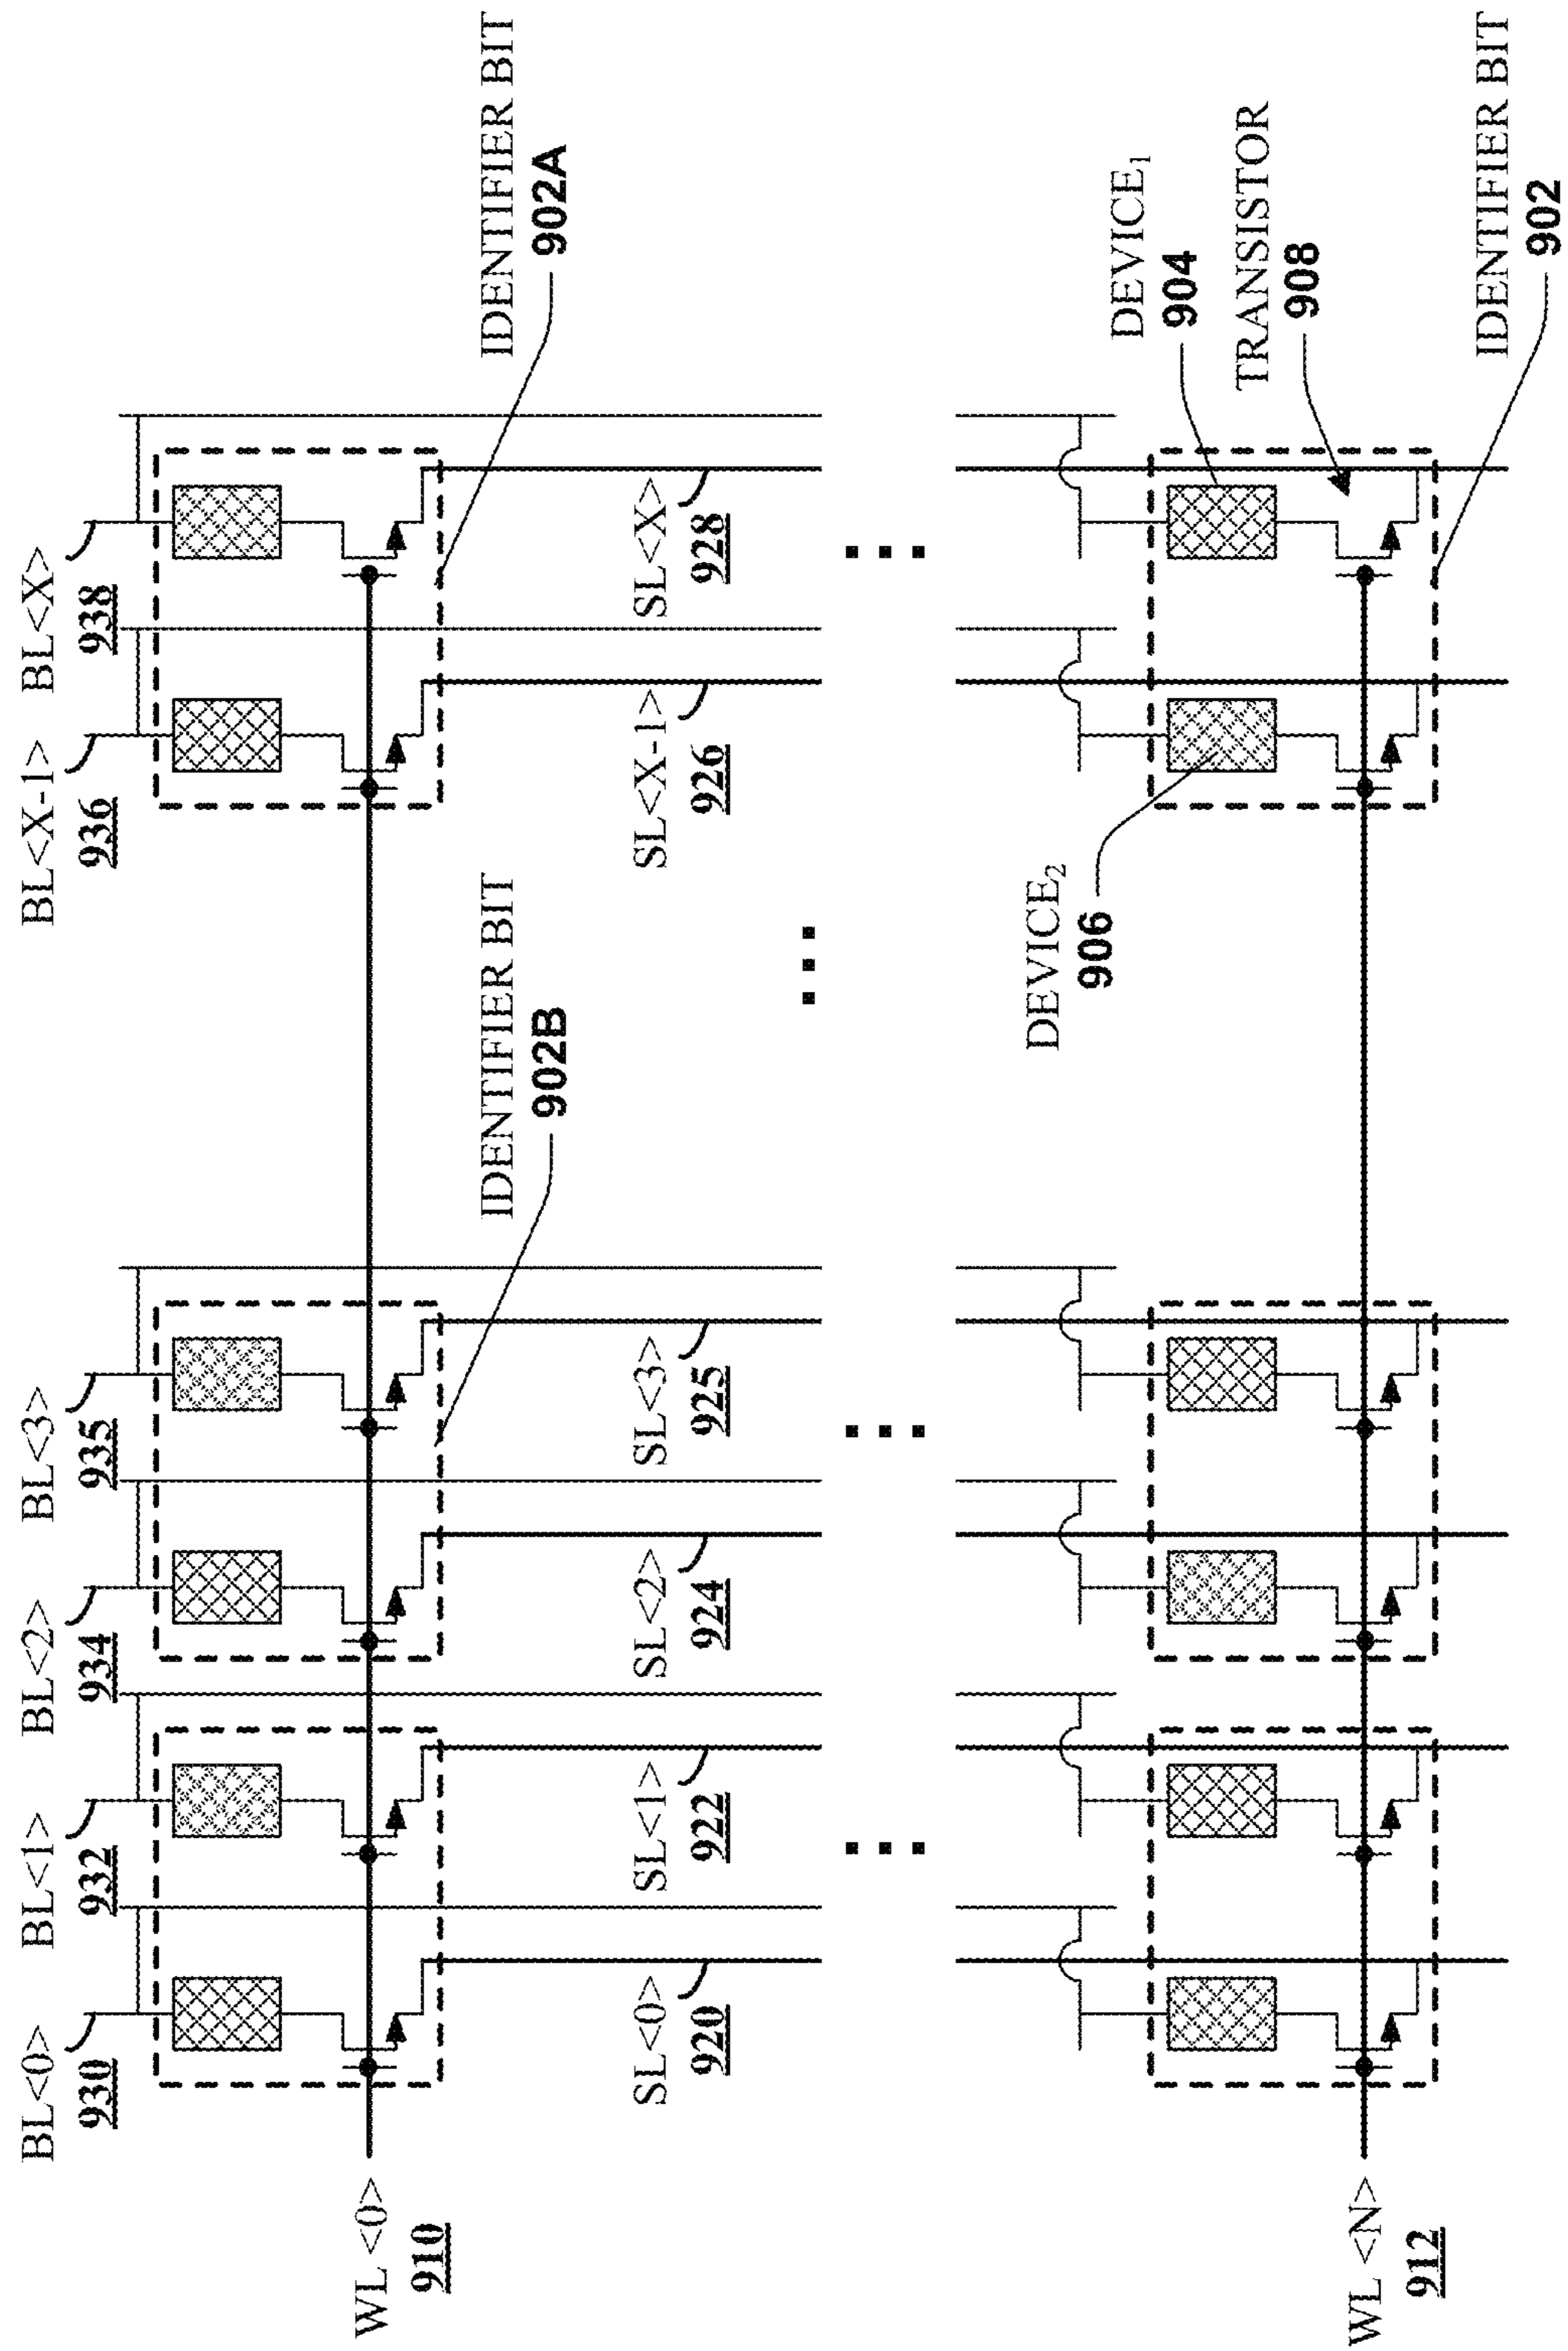 BL<0>
930
BL<1>
932
BL<2>
934
BL<3>
935
BL<X-1>
936
BL<X>
938
WL <0>
910
IDENTIFIER BIT
902B
IDENTIFIER BIT
902A
SL<0>
920
SL<1>
922
SL<2>
924
SL<3>
925
SL<X-1>
926
SL<X>
928
DEVICE₂
906
DEVICE₁
904
TRANSISTOR
908
WL <N>
912
IDENTIFIER BIT
902